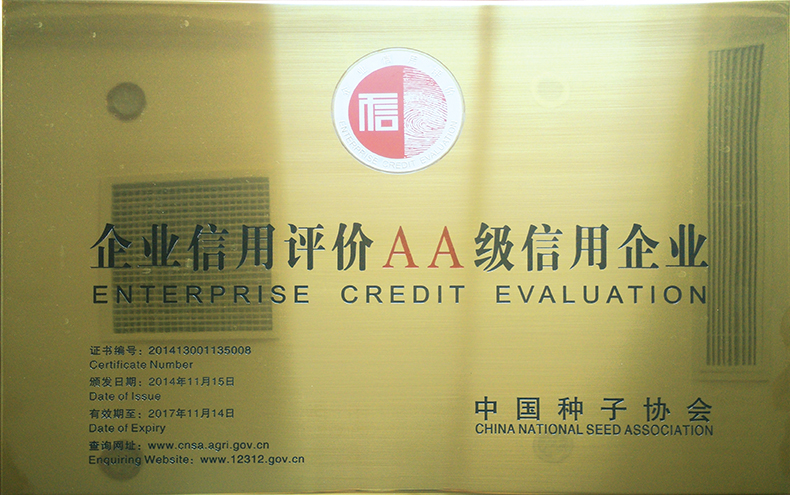 信
ENTERPRISE CREDIT EVALUATION
企业信用评价AA级信用企业
ENTERPRISE CREDIT EVALUATION
证书编号：201413001135008
Certificate Number
颁发日期：2014年11月15日
Date of Issue
有效期至：2017年11月14日
Date of Expiry
查询网址：www.cnsa.agri.gov.cn
Enquiring Website：www.12312.gov.cn
中国种子协会
CHINA NATIONAL SEED ASSOCIATION